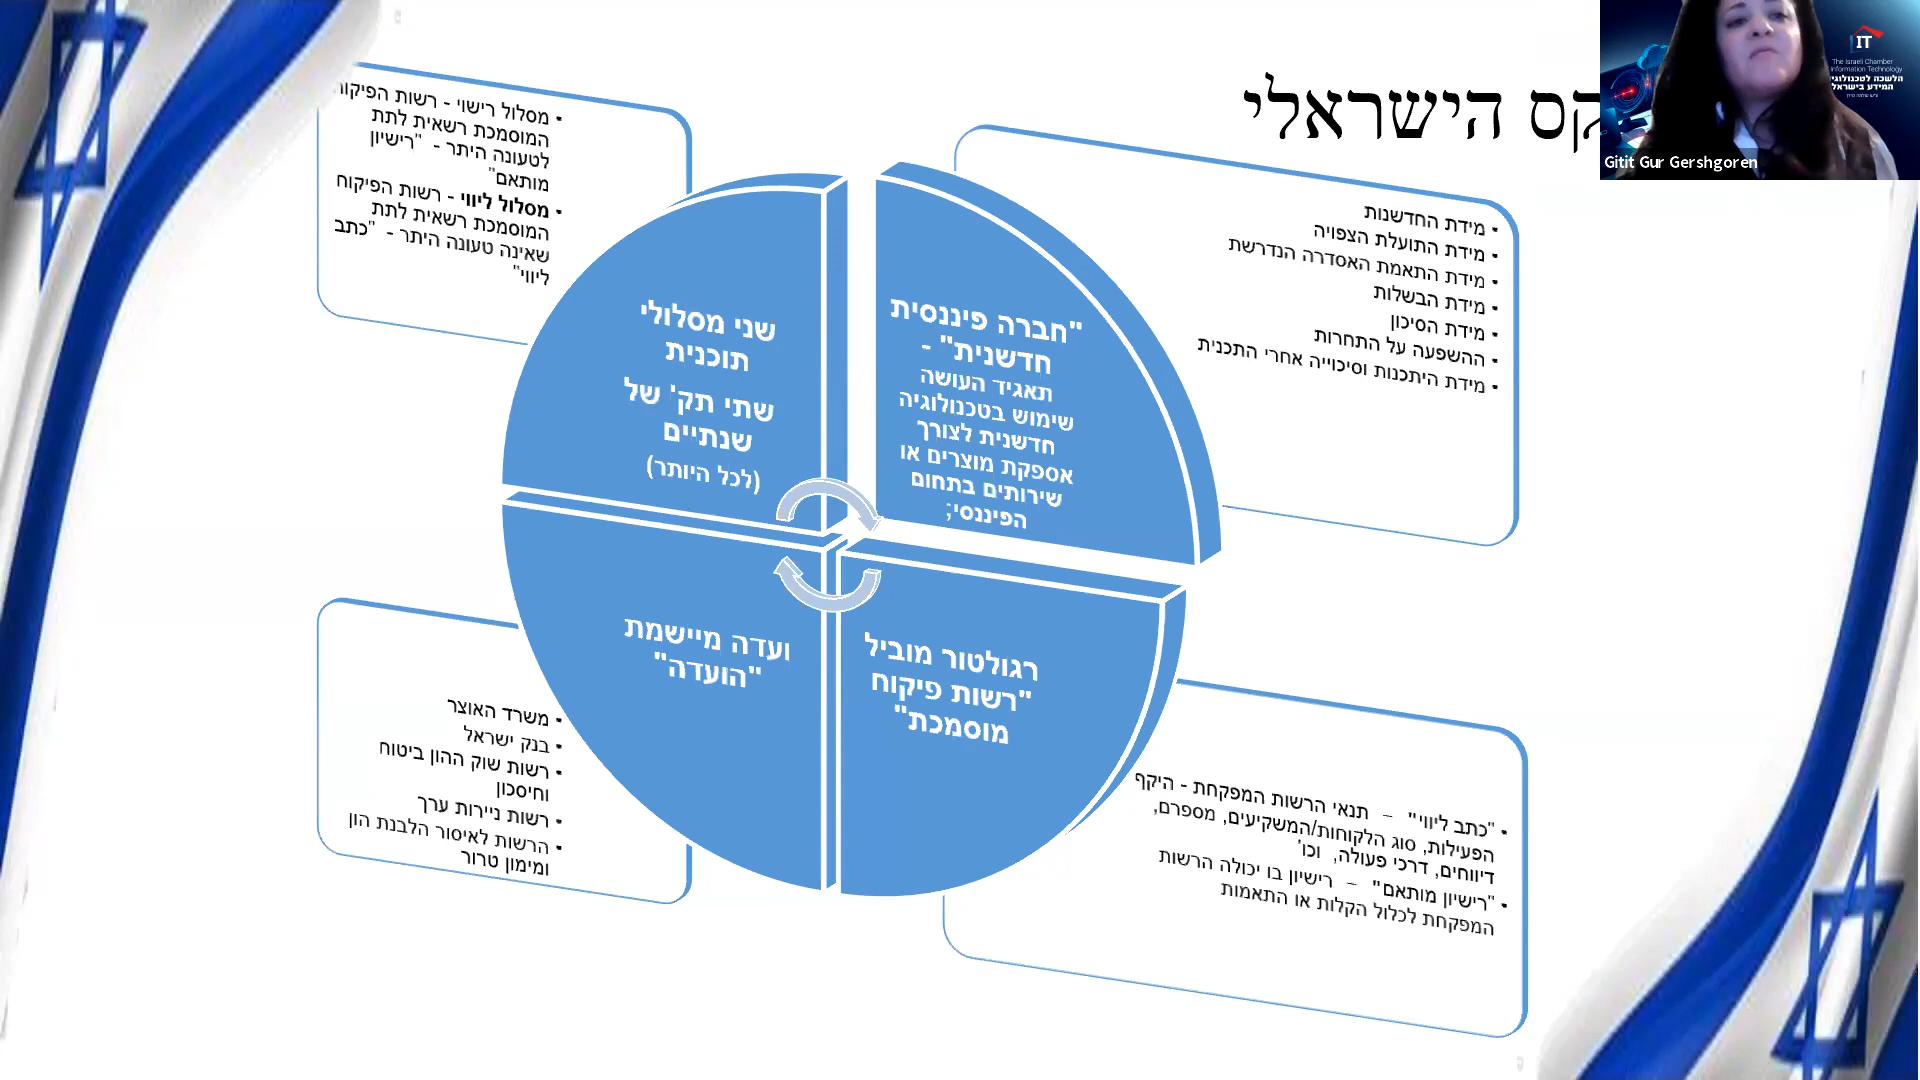 קס הישראלי
IT
The Israeli Chamber
Information Technology
הלשכה לטכנולוגי
המידע בישראל
Gitit Gur Gershgoren
• מידת החדשנות
• מידת התועלת הצפויה
• מידת התאמת האסדרה הנדרשת
• מידת הבשלות
• מידת הסיכון
• ההשפעה על התחרות
• מידת היתכנות וסיכוייה אחרי התכנית
"חברה פיננסית
חדשנית" -
תאגיד העושה
שימוש בטכנולוגיה
חדשנית לצורך
אספקת מוצרים או
שירותים בתחום
הפיננסי;
• מסלול רישוי - רשות הפיקוח
המוסמכת רשאית לתת
לטעונה היתר - "רישיון
מותאם"
• מסלול ליווי - רשות הפיקוח
המוסמכת רשאית לתת
שאינה טעונה היתר - "כתב
ליווי"
שני מסלולי
תוכנית
שתי תק' של
שנתיים
(לכל היותר)
רגולטור מוביל
"רשות פיקוח
מוסמכת"
• "כתב ליווי" – תנאי הרשות המפקחת - היקף
הפעילות, סוג הלקוחות/המשקיעים, מספרם,
דיווחים, דרכי פעולה, וכו'
• "רישיון מותאם" – רישיון בו יכולה הרשות
המפקחת לכלול הקלות או התאמות
ועדה מיישמת
"הועדה"
• משרד האוצר
• בנק ישראל
• רשות שוק ההון ביטוח
וחיסכון
• רשות ניירות ערך
• הרשות לאיסור הלבנת הון
ומימון טרור